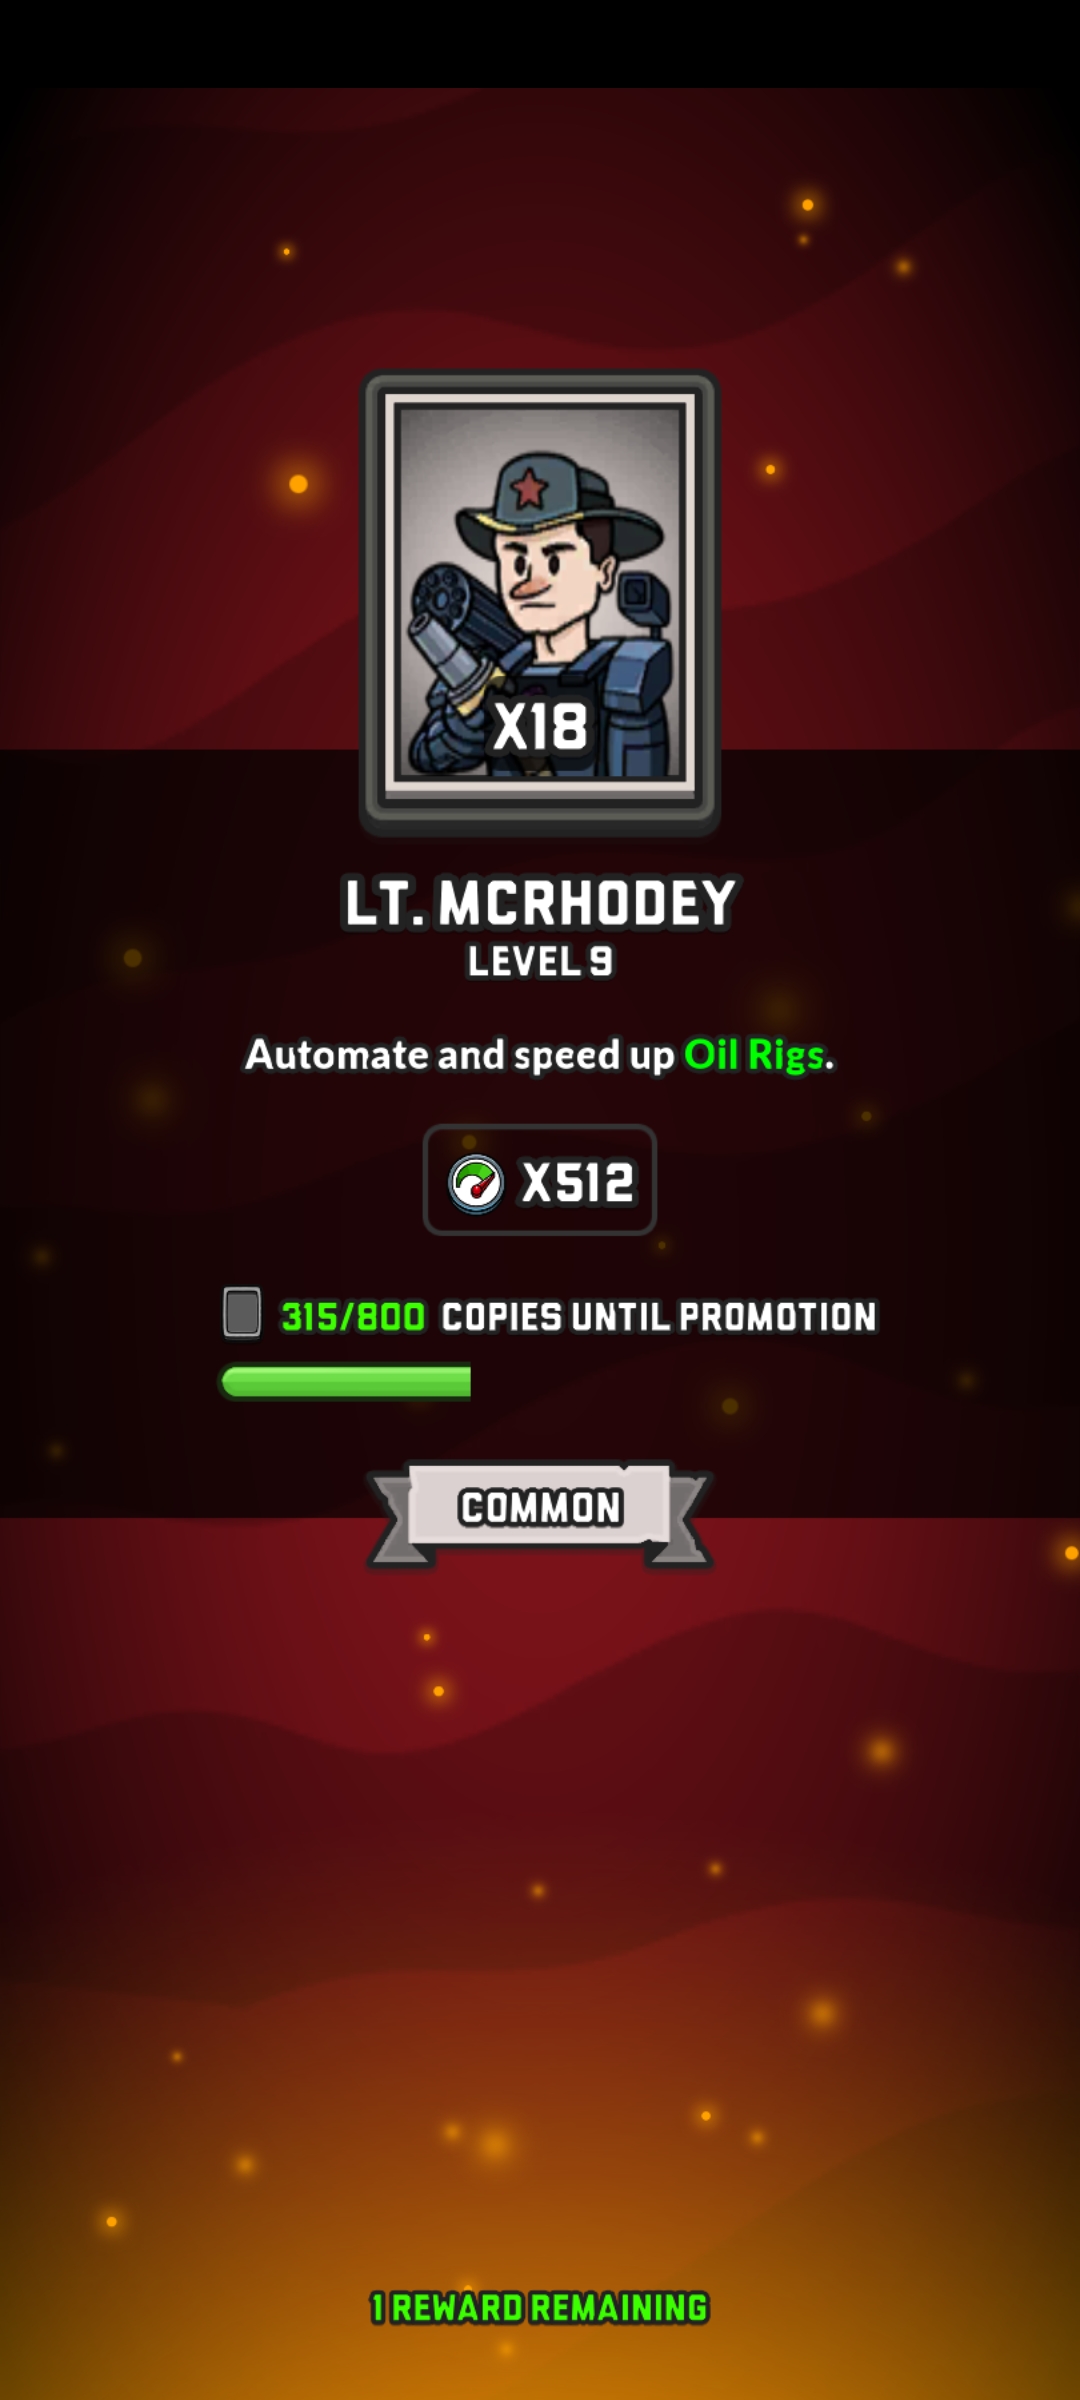 X18
LT. MCRHODEY
LEVEL 9
Automate and speed up Oil Rigs.
X512
315/800 COPIES UNTIL PROMOTION
COMMON
1 REWARD REMAINING